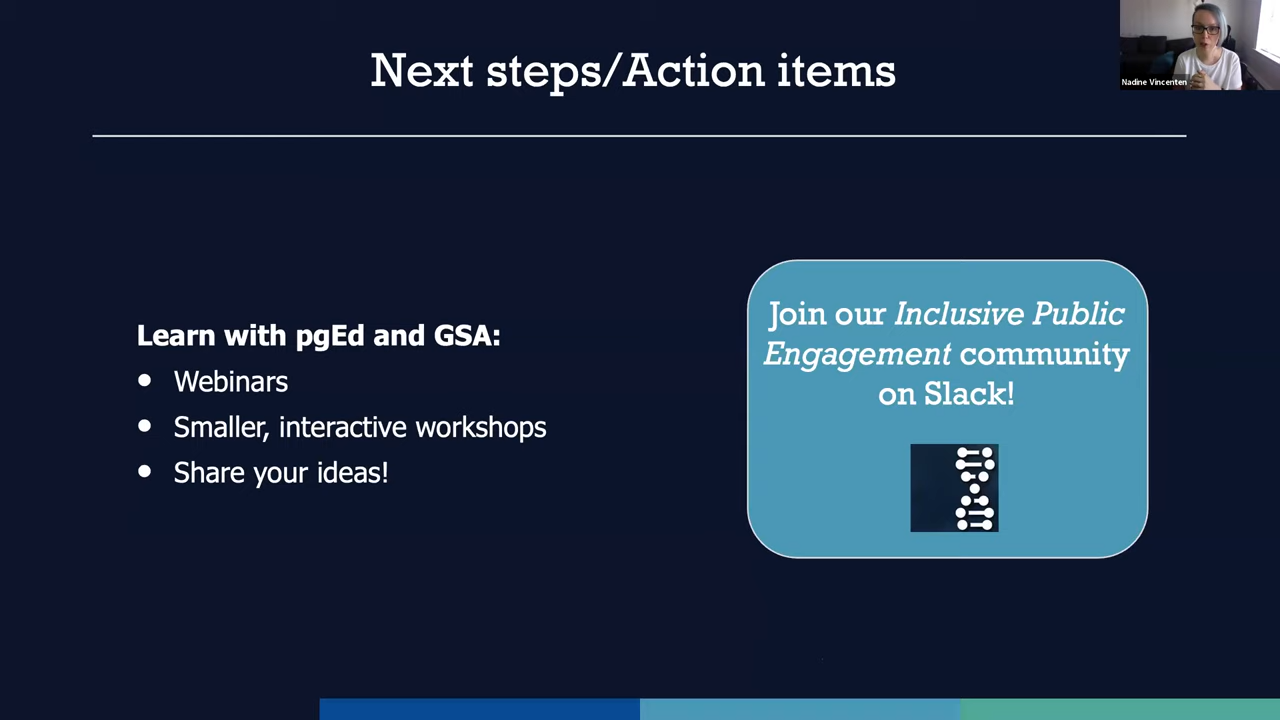 Next steps/Action items
Nadine Vincenten
Learn with pgEd and GSA:
• Webinars
• Smaller, interactive workshops
• Share your ideas!
Join our Inclusive Public
Engagement community
on Slack!